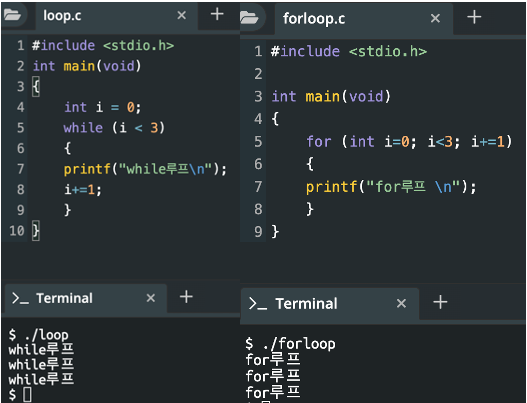 loop.c
1 #include <stdio.h>
2 int main(void)
3 {
4 int i = 0;
5 while (i < 3)
6 {
7 printf("while루프\n");
8 i+=1;
9 }
10 }
>_ Terminal
$ ./loop
while루프
while루프
while루프
$
forloop.c
1 #include <stdio.h>
2
3 int main(void)
4 {
5 for (int i=0; i<3; i+=1)
6 {
7 printf("for루프 \n");
8 }
9 }
>_ Terminal
$ ./forloop
for루프
for루프
for루프